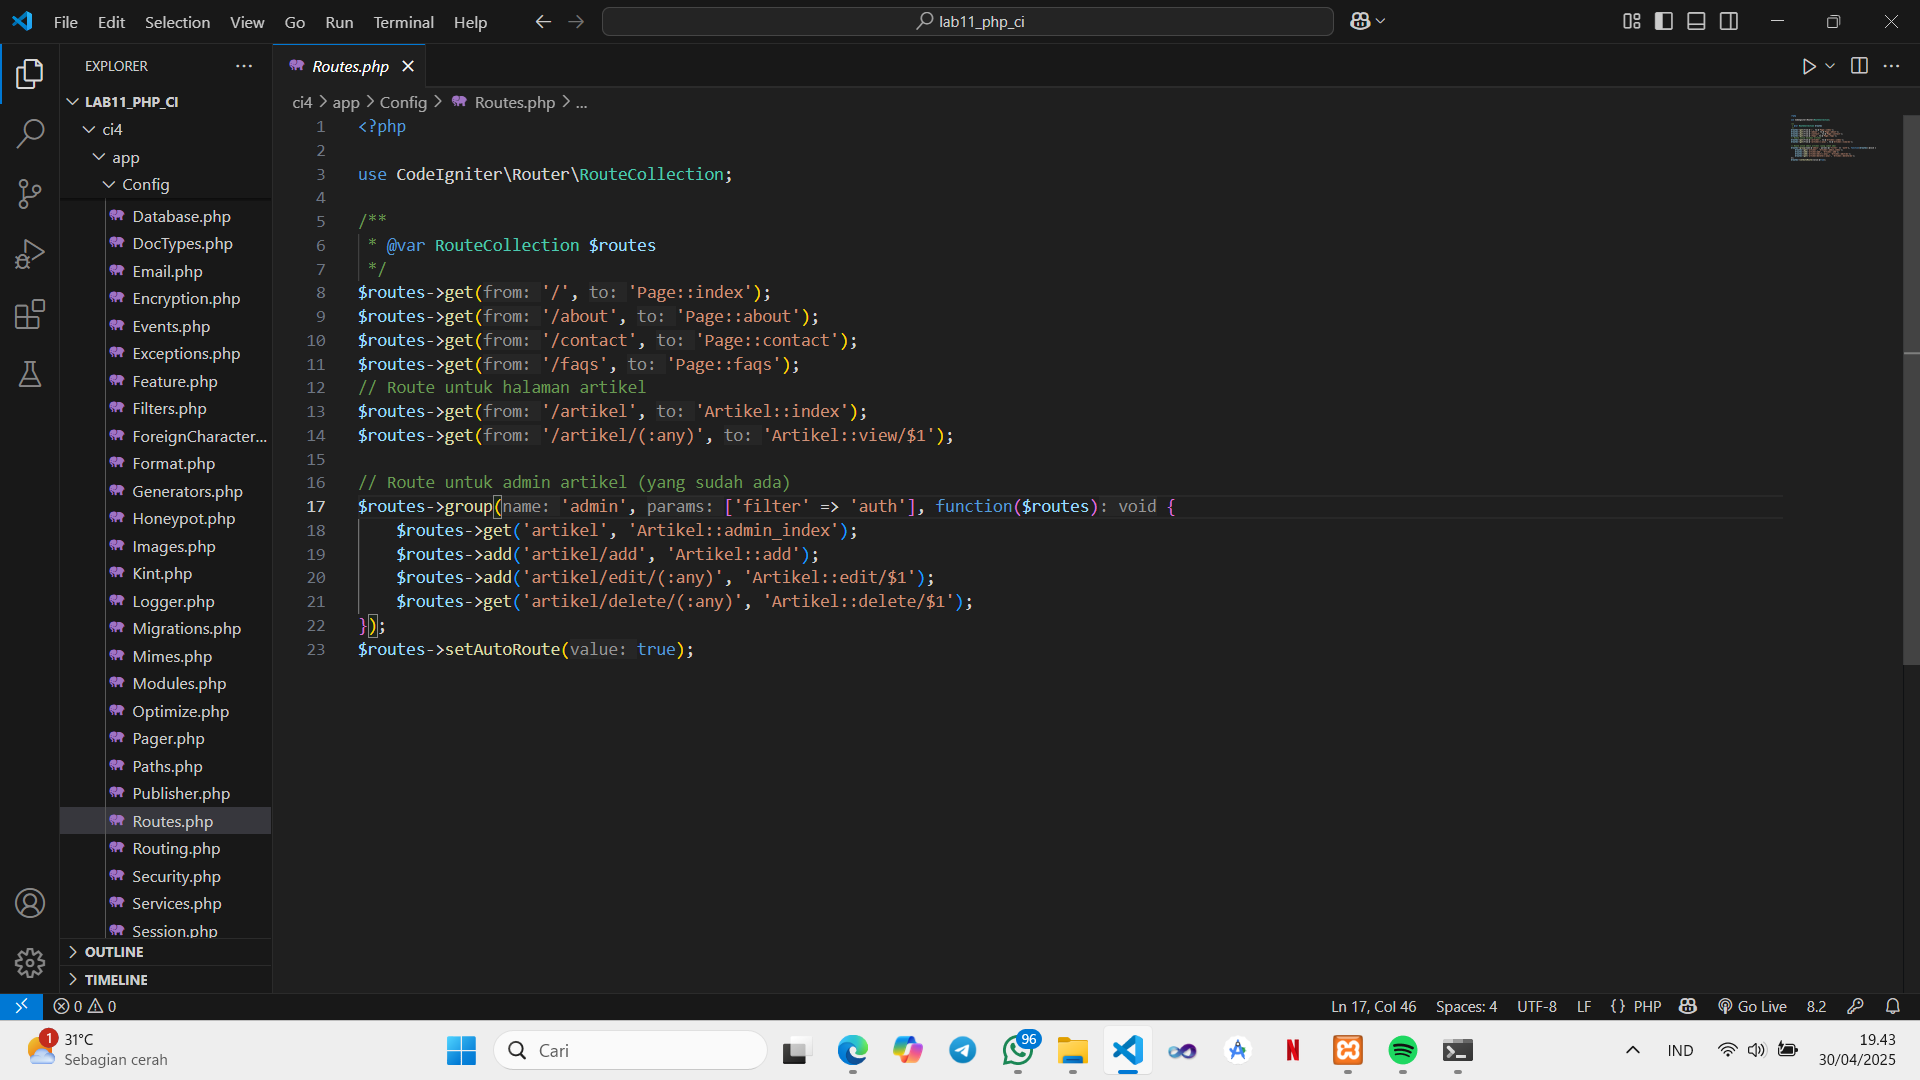 File Edit Selection View Go Run Terminal Help
lab11_php_ci
EXPLORER
LAB11_PHP_CI
ci4
app
Config
Database.php
DocTypes.php
Email.php
Encryption.php
Events.php
Exceptions.php
Feature.php
Filters.php
ForeignCharacter...
Format.php
Generators.php
Honeypot.php
Images.php
Kint.php
Logger.php
Migrations.php
Mimes.php
Modules.php
Optimize.php
Pager.php
Paths.php
Publisher.php
Routes.php
Routing.php
Security.php
Services.php
Session.php
OUTLINE
TIMELINE
Routes.php
ci4 > app > Config > Routes.php > ...
1 <?php
2
3 use CodeIgniter\Router\RouteCollection;
4
5 /**
6 * @var RouteCollection $routes
7 */
8 $routes->get(from: '/', to: 'Page::index');
9 $routes->get(from: '/about', to: 'Page::about');
10 $routes->get(from: '/contact', to: 'Page::contact');
11 $routes->get(from: '/faqs', to: 'Page::faqs');
12 // Route untuk halaman artikel
13 $routes->get(from: '/artikel', to: 'Artikel::index');
14 $routes->get(from: '/artikel/(:any)', to: 'Artikel::view/$1');
15
16 // Route untuk admin artikel (yang sudah ada)
17 $routes->group(name: 'admin', params: ['filter' => 'auth'], function($routes): void {
18 $routes->get('artikel', 'Artikel::admin_index');
19 $routes->add('artikel/add', 'Artikel::add');
20 $routes->add('artikel/edit/(:any)', 'Artikel::edit/$1');
21 $routes->get('artikel/delete/(:any)', 'Artikel::delete/$1');
22 });
23 $routes->setAutoRoute(value: true);
0 0
Ln 17, Col 46 Spaces: 4 UTF-8 LF {} PHP Go Live 8.2
1
31°C
Sebagian cerah
Cari
96
N
IND
19.43
30/04/2025